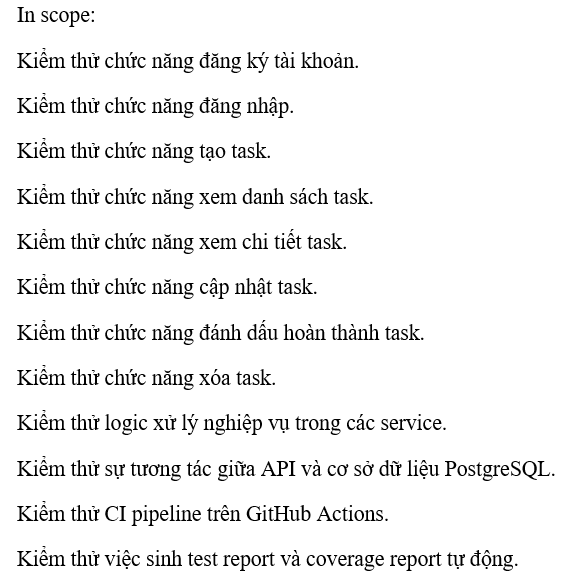 In scope:
Kiểm thử chức năng đăng ký tài khoản.
Kiểm thử chức năng đăng nhập.
Kiểm thử chức năng tạo task.
Kiểm thử chức năng xem danh sách task.
Kiểm thử chức năng xem chi tiết task.
Kiểm thử chức năng cập nhật task.
Kiểm thử chức năng đánh dấu hoàn thành task.
Kiểm thử chức năng xóa task.
Kiểm thử logic xử lý nghiệp vụ trong các service.
Kiểm thử sự tương tác giữa API và cơ sở dữ liệu PostgreSQL.
Kiểm thử CI pipeline trên GitHub Actions.
Kiểm thử việc sinh test report và coverage report tự động.